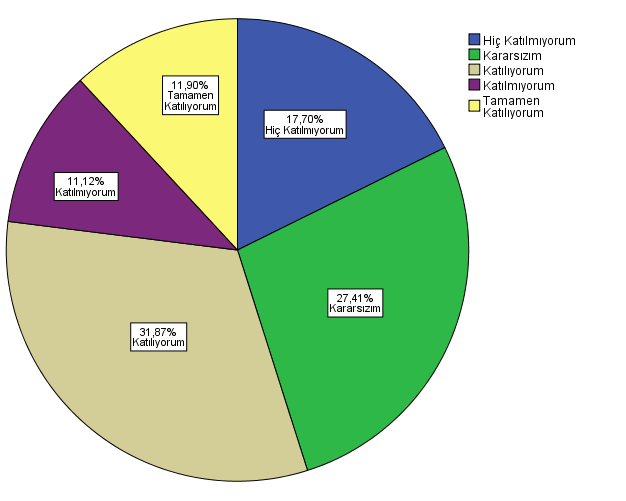 11,90%
Tamamen
Katılıyorum
17,70%
Hiç Katılmıyorum
11,12%
Katılmıyorum
27,41%
Kararsızım
31,87%
Katılıyorum
Hiç Katılmıyorum
Kararsızım
Katılıyorum
Katılmıyorum
Tamamen
Katılıyorum